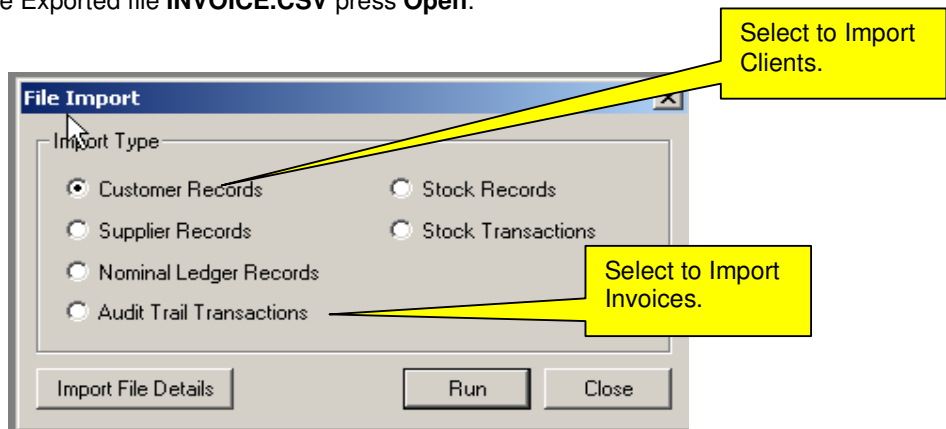 e Exported file INVOICE.CSV press Open.
Select to Import
Clients.
File Import
Import Type
Customer Records
Stock Records
Supplier Records
Stock Transactions
Nominal Ledger Records
Select to Import
Invoices.
Audit Trail Transactions
Import File Details
Run
Close